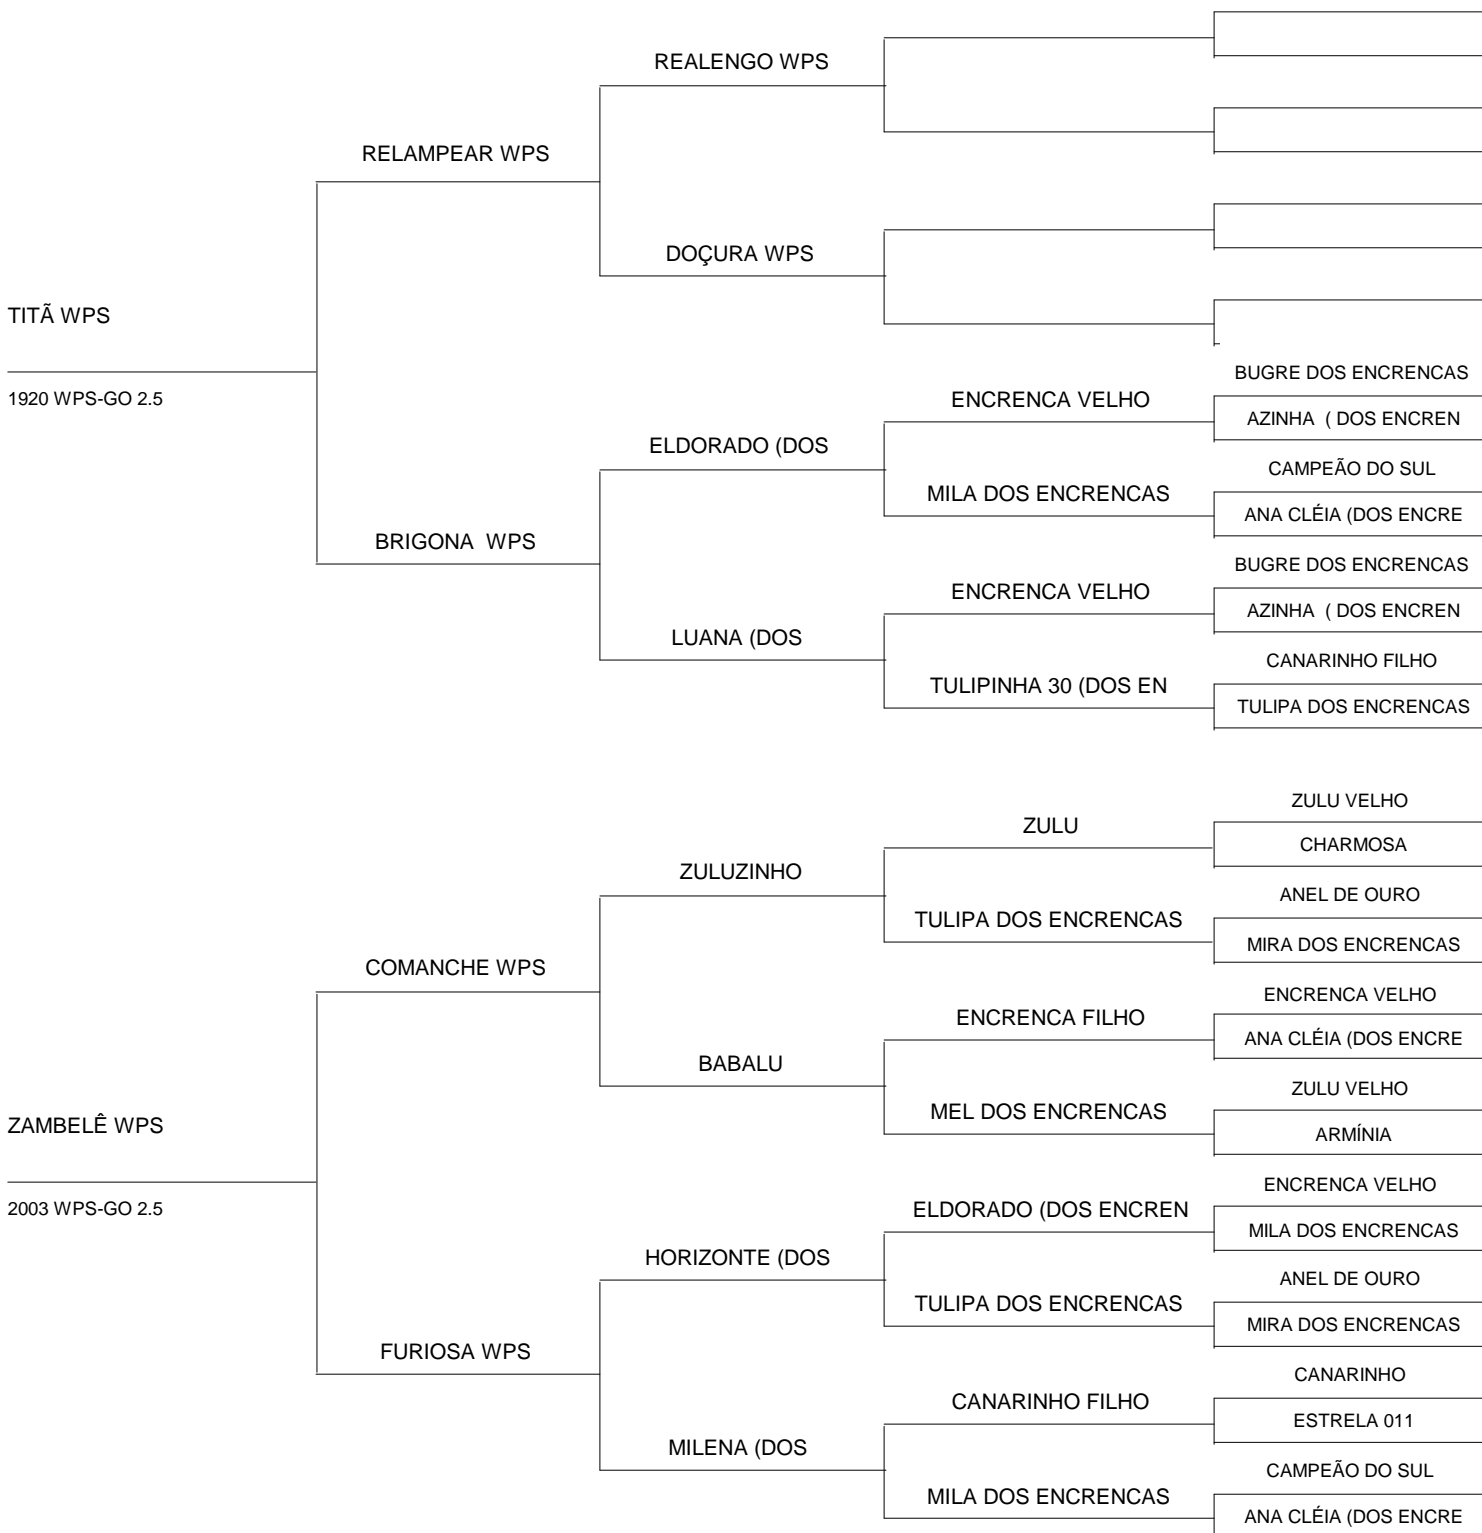 REALENGO WPS
RELAMPEAR WPS
DOÇURA WPS
TITÃ WPS
1920 WPS-GO 2.5
BUGRE DOS ENCRENCAS
ENCRENCA VELHO
AZINHA ( DOS ENCREN
ELDORADO (DOS
CAMPEÃO DO SUL
MILA DOS ENCRENCAS
ANA CLÉIA (DOS ENCRE
BRIGONA WPS
BUGRE DOS ENCRENCAS
ENCRENCA VELHO
AZINHA ( DOS ENCREN
LUANA (DOS
CANARINHO FILHO
TULIPINHA 30 (DOS EN
TULIPA DOS ENCRENCAS
ZULU VELHO
ZULU
CHARMOSA
ZULUZINHO
ANEL DE OURO
TULIPA DOS ENCRENCAS
MIRA DOS ENCRENCAS
COMANCHE WPS
ENCRENCA VELHO
ENCRENCA FILHO
ANA CLÉIA (DOS ENCRE
BABALU
ZULU VELHO
MEL DOS ENCRENCAS
ARMÍNIA
ZAMBELÊ WPS
2003 WPS-GO 2.5
ENCRENCA VELHO
ELDORADO (DOS ENCREN
MILA DOS ENCRENCAS
HORIZONTE (DOS
ANEL DE OURO
TULIPA DOS ENCRENCAS
MIRA DOS ENCRENCAS
FURIOSA WPS
CANARINHO
CANARINHO FILHO
ESTRELA 011
MILENA (DOS
CAMPEÃO DO SUL
MILA DOS ENCRENCAS
ANA CLÉIA (DOS ENCRE